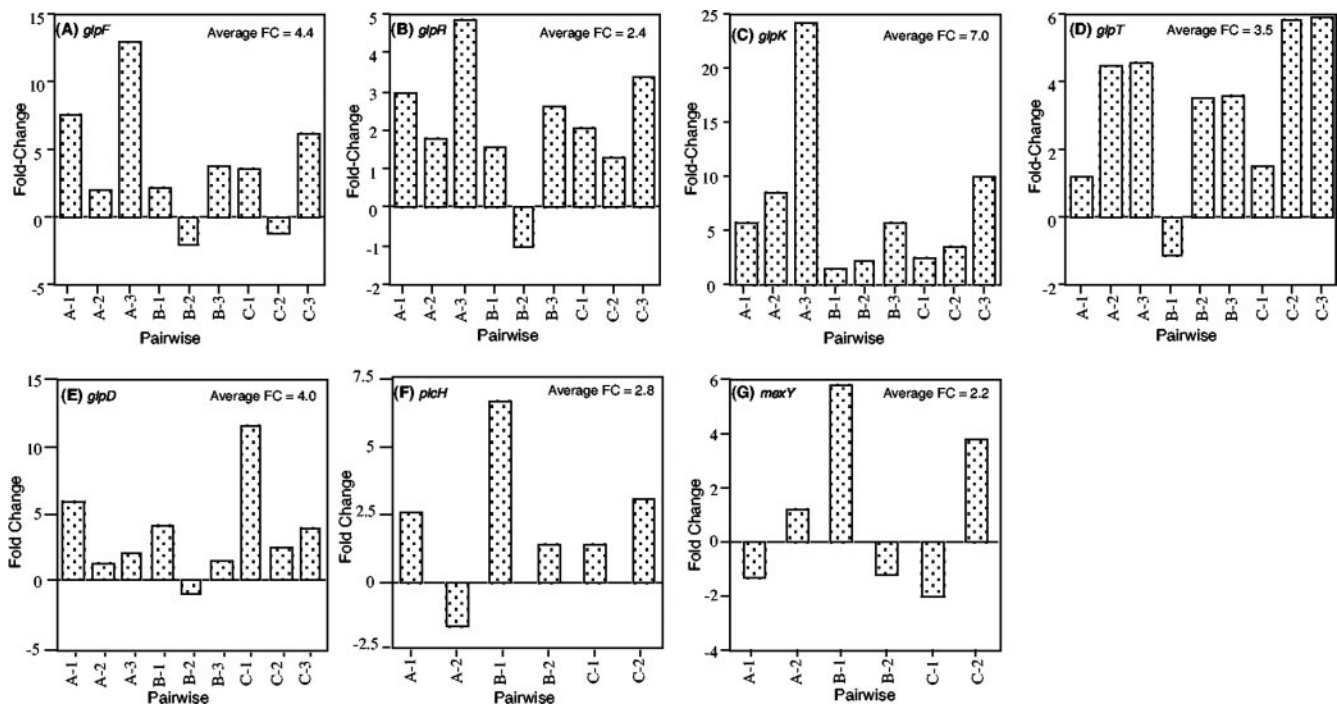 (A) glpF Average FC = 4.4
Fold-Change
15
10
5
0
-5
A-1 A-2 A-3 B-1 B-2 B-3 C-1 C-2 C-3
Pairwise
(B) glpR Average FC = 2.4
Fold-Change
5
4
3
2
1
0
-1
-2
A-1 A-2 A-3 B-1 B-2 B-3 C-1 C-2 C-3
Pairwise
(C) glpK Average FC = 7.0
Fold-Change
25
20
15
10
5
0
A-1 A-2 A-3 B-1 B-2 B-3 C-1 C-2 C-3
Pairwise
(D) glpT Average FC = 3.5
Fold-Change
6
4
2
0
-2
A-1 A-2 A-3 B-1 B-2 B-3 C-1 C-2 C-3
Pairwise
(E) glpD Average FC = 4.0
Fold Change
15
10
5
0
-5
A-1 A-2 A-3 B-1 B-2 B-3 C-1 C-2 C-3
Pairwise
(F) plcH Average FC = 2.8
Fold Change
7.5
5
2.5
0
-2.5
A-1 A-2 B-1 B-2 C-1 C-2
Pairwise
(G) mexY Average FC = 2.2
Fold Change
6
4
2
0
-2
-4
A-1 A-2 B-1 B-2 C-1 C-2
Pairwise